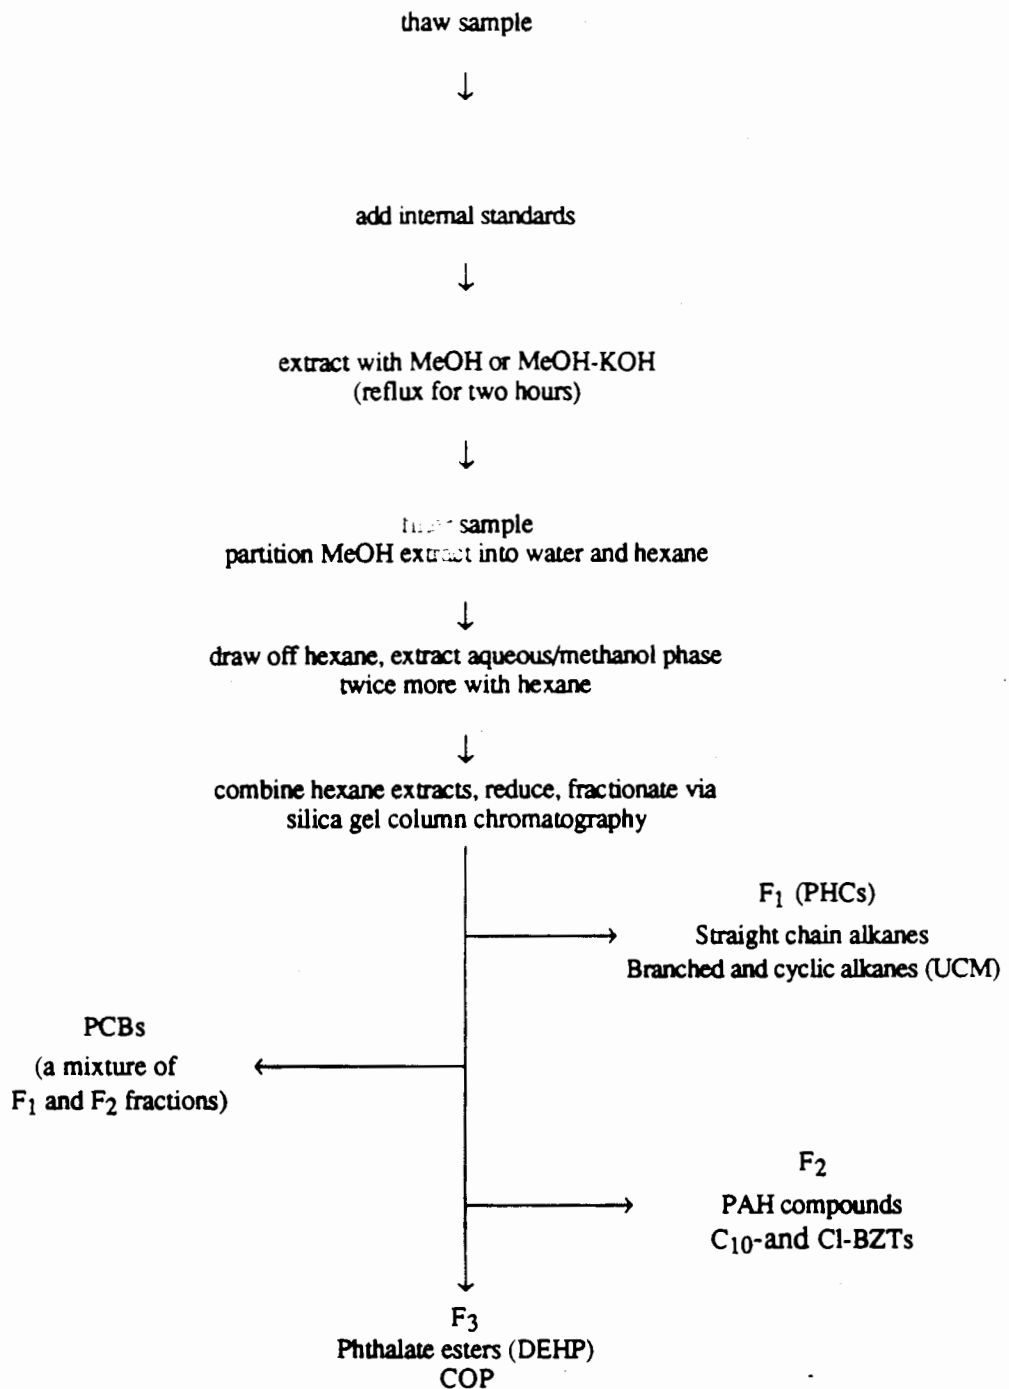 thaw sample
↓
add internal standards
↓
extract with MeOH or MeOH-KOH
(reflux for two hours)
↓
sample
partition MeOH extract into water and hexane
↓
draw off hexane, extract aqueous/methanol phase
twice more with hexane
↓
combine hexane extracts, reduce, fractionate via
silica gel column chromatography
F₁ (PHCs)
Straight chain alkanes
Branched and cyclic alkanes (UCM)
PCBs
(a mixture of
F₁ and F₂ fractions)
F₂
PAH compounds
C₁₀-and Cl-BZTs
F₃
Phthalate esters (DEHP)
COP